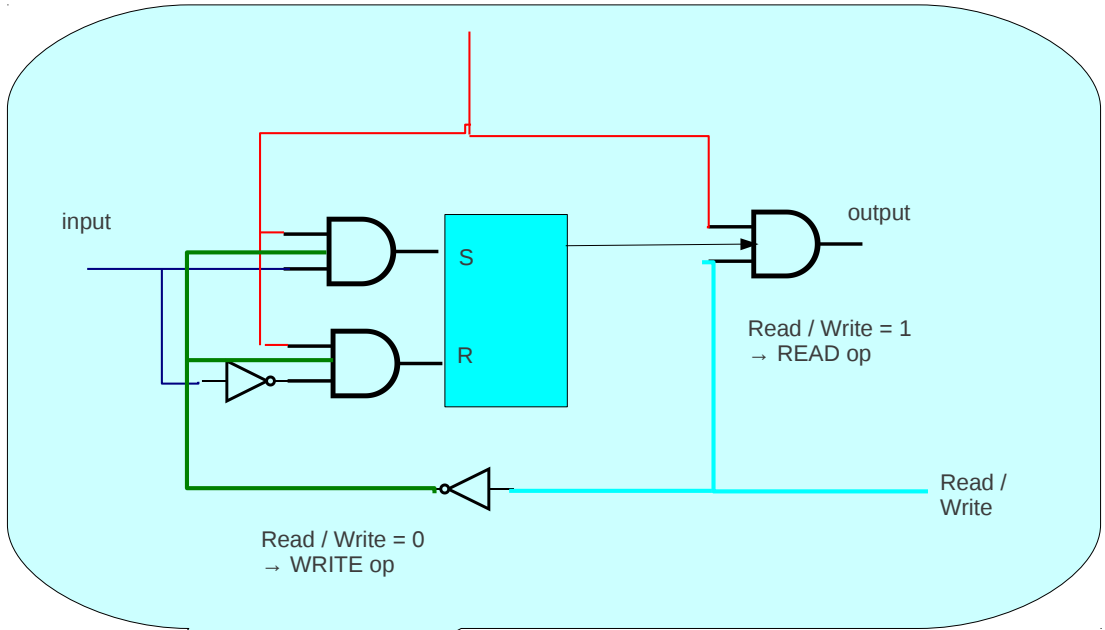 input
output
S
R
Read / Write = 1
→ READ op
Read /
Write
Read / Write = 0
→ WRITE op